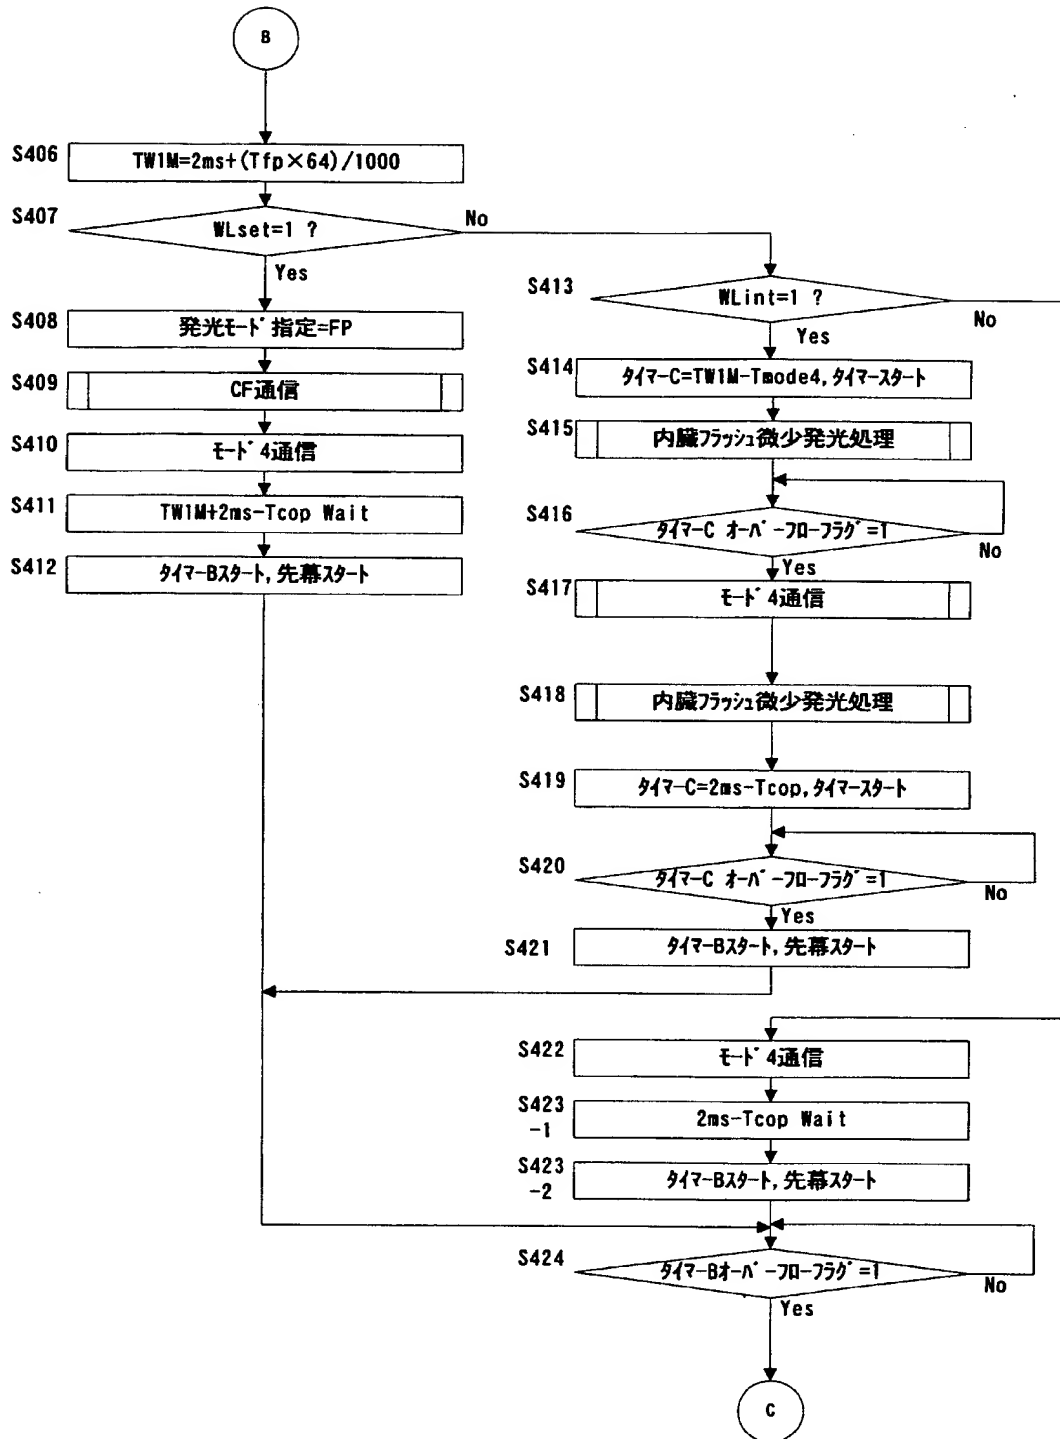 B
S406
TW1M=2ms+(Tfp×64)/1000
S407
WLset=1 ?
No
Yes
S408
発光ﾓｰﾄﾞ指定=FP
S409
CF通信
S410
ﾓｰﾄﾞ4通信
S411
TW1M+2ms-Tcop Wait
S412
ﾀｲﾏｰBｽﾀｰﾄ,先幕ｽﾀｰﾄ
S413
WLint=1 ?
No
Yes
S414
ﾀｲﾏｰC=TW1M-Tmode4,ﾀｲﾏｰｽﾀｰﾄ
S415
内臓ﾌﾗｯｼｭ微少発光処理
S416
ﾀｲﾏｰC ｵｰﾊﾞｰﾌﾛｰﾌﾗｸﾞ=1
No
Yes
S417
ﾓｰﾄﾞ4通信
S418
内臓ﾌﾗｯｼｭ微少発光処理
S419
ﾀｲﾏｰC=2ms-Tcop,ﾀｲﾏｰｽﾀｰﾄ
S420
ﾀｲﾏｰC ｵｰﾊﾞｰﾌﾛｰﾌﾗｸﾞ=1
No
Yes
S421
ﾀｲﾏｰBｽﾀｰﾄ,先幕ｽﾀｰﾄ
S422
ﾓｰﾄﾞ4通信
S423
-1
2ms-Tcop Wait
S423
-2
ﾀｲﾏｰBｽﾀｰﾄ,先幕ｽﾀｰﾄ
S424
ﾀｲﾏｰBｵｰﾊﾞｰﾌﾛｰﾌﾗｸﾞ=1
No
Yes
C